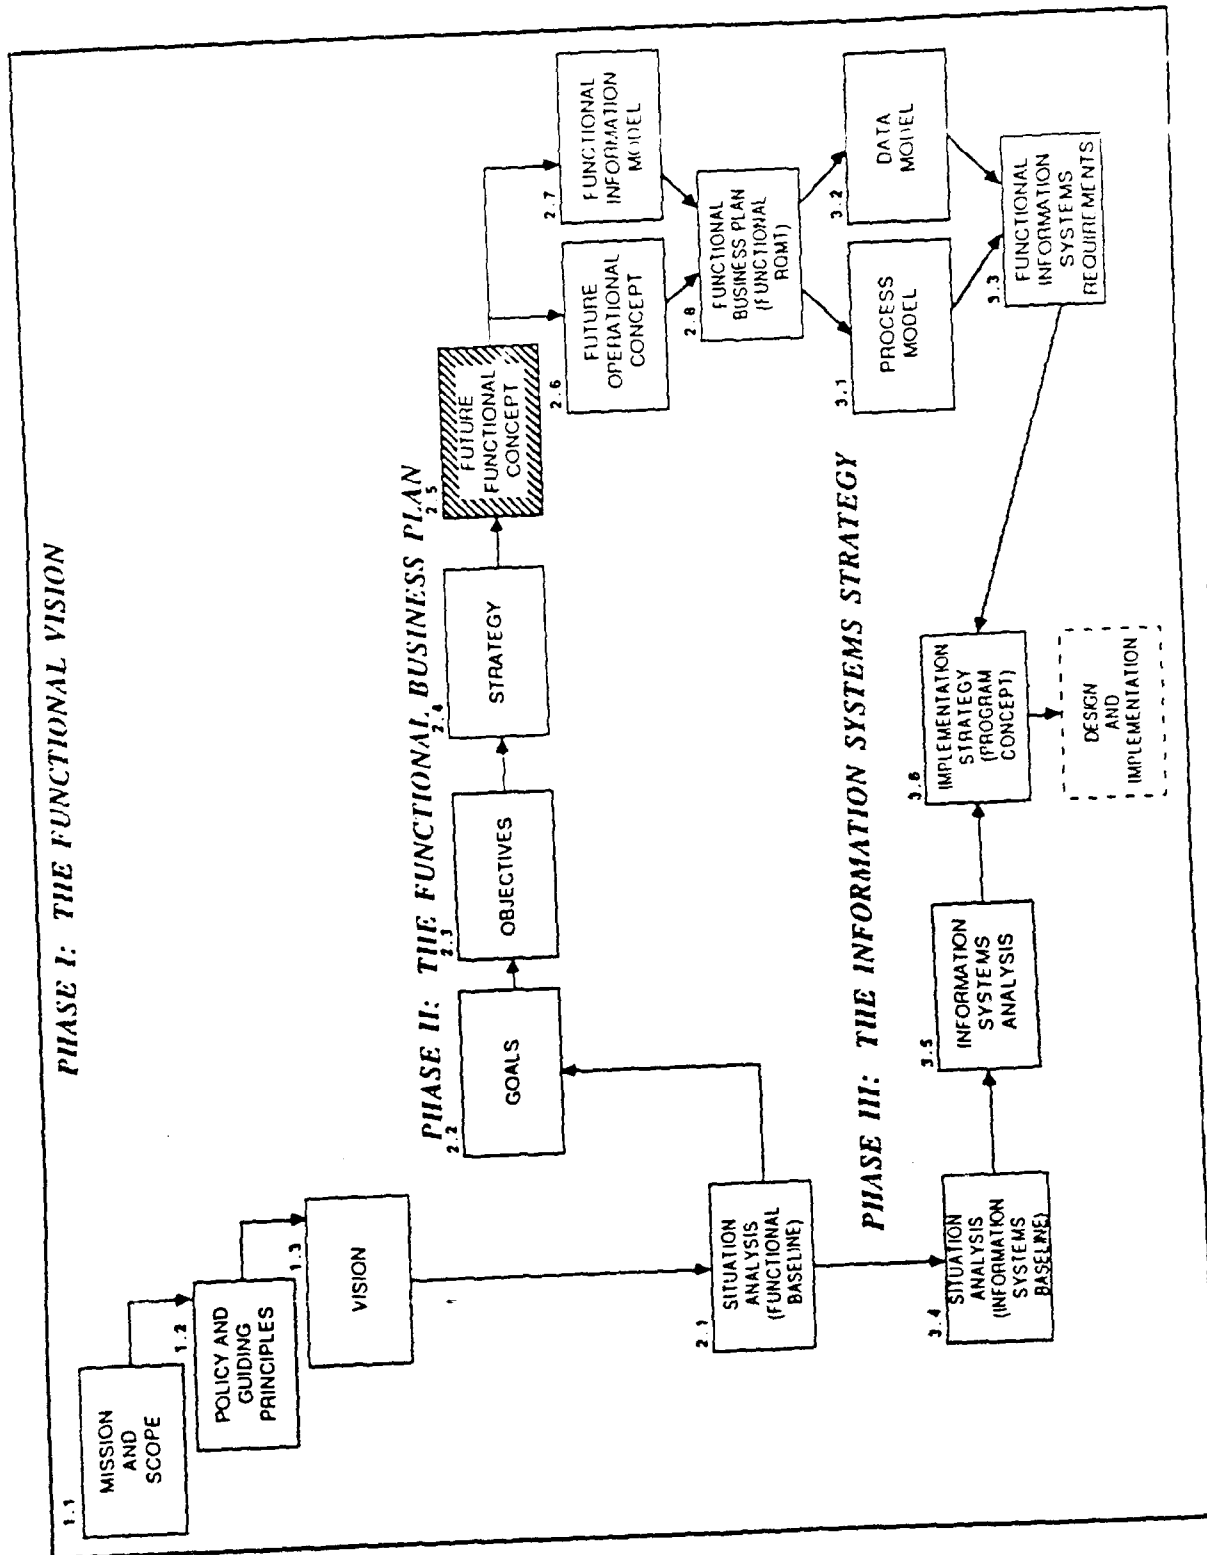 PHASE I: THE FUNCTIONAL VISION
1.1
MISSION
AND
SCOPE
1.2
POLICY AND
GUIDING
PRINCIPLES
1.3
VISION
PHASE II: THE FUNCTIONAL BUSINESS PLAN
2.1
SITUATION
ANALYSIS
(FUNCTIONAL
BASELINE)
2.2
GOALS
2.3
OBJECTIVES
2.4
STRATEGY
2.5
FUTURE
FUNCTIONAL
CONCEPT
2.6
FUTURE
OPERATIONAL
CONCEPT
2.7
FUNCTIONAL
INFORMATION
MODEL
2.8
FUNCTIONAL
BUSINESS PLAN
(FUNCTIONAL
RQMT)
PHASE III: THE INFORMATION SYSTEMS STRATEGY
3.1
PROCESS
MODEL
3.2
DATA
MODEL
3.3
FUNCTIONAL
INFORMATION
SYSTEMS
REQUIREMENTS
3.4
SITUATION
ANALYSIS
(INFORMATION
SYSTEMS
BASELINE)
3.5
INFORMATION
SYSTEMS
ANALYSIS
3.6
IMPLEMENTATION
STRATEGY
(PROGRAM
CONCEPT)
DESIGN
AND
IMPLEMENTATION